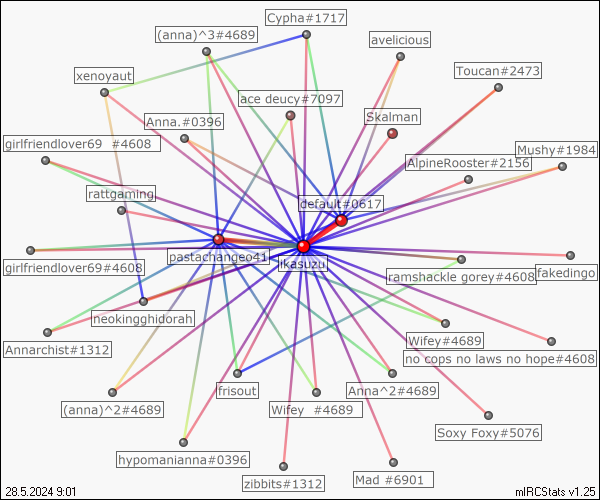 Cypha#1717
(anna)^3#4689
avelicious
xenoyaut
Toucan#2473
ace deucy#7097
Skalman
Anna.#0396
girlfriendlover69 #4608
Mushy#1984
AlpineRooster#2156
rattgaming
default#0617
pastachangeo41
ikasuzu
girlfriendlover69#4608
ramshackle gorey#4608
fakedingo
neokingghidorah
Annarchist#1312
Wifey#4689
no cops no laws no hope#4608
frisout
Anna^2#4689
(anna)^2#4689
Wifey  #4689
Soxy Foxy#5076
hypomanianna#0396
zibbits#1312
Mad #6901
28.5.2024 9:01
mIRCStats v1.25